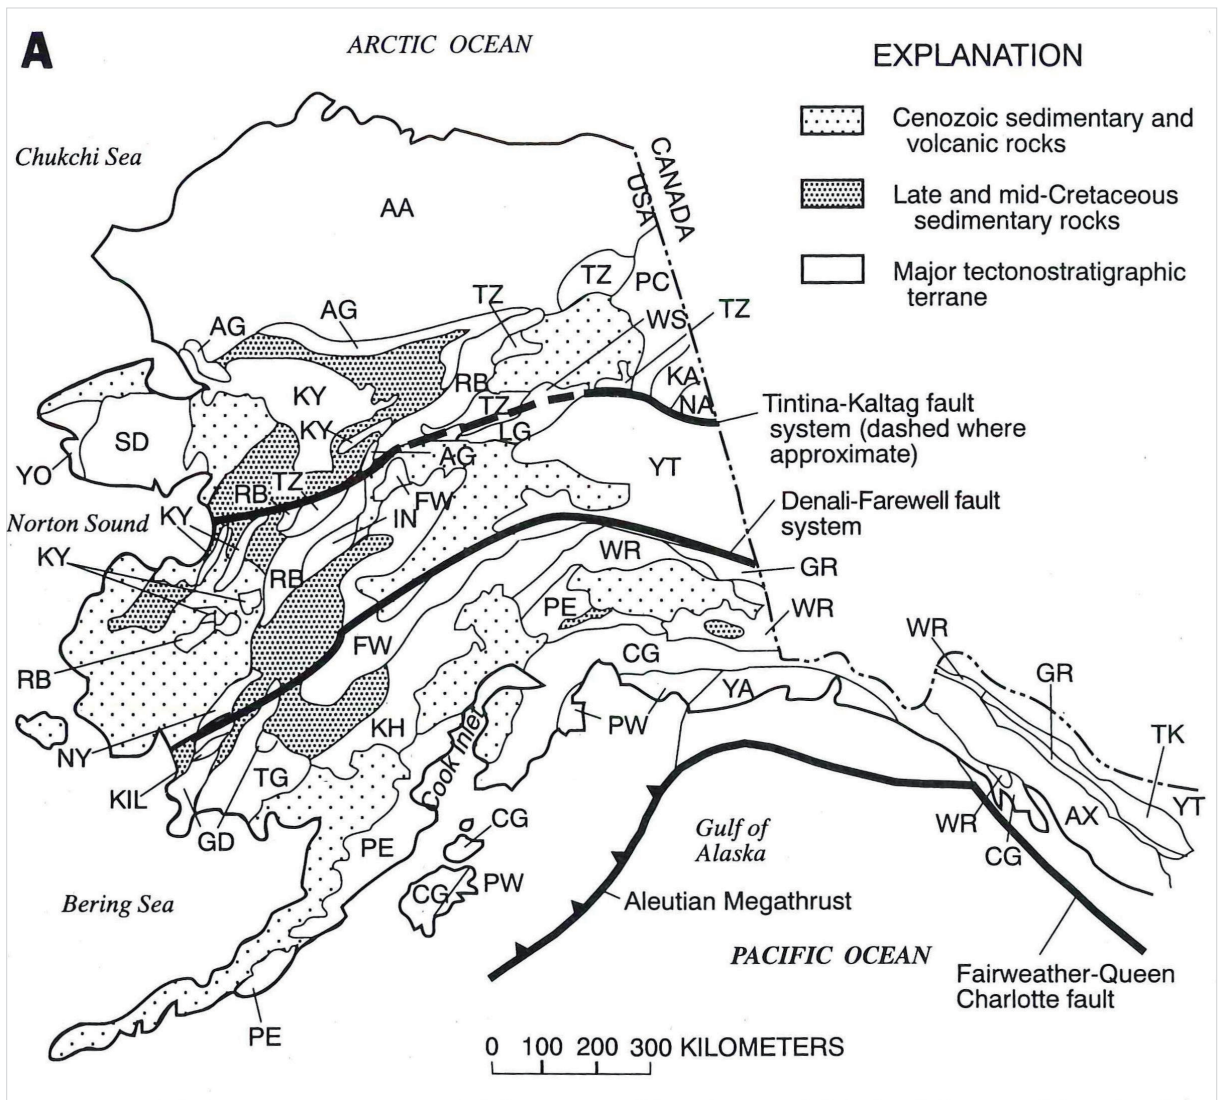 A
ARCTIC OCEAN
EXPLANATION
Cenozoic sedimentary and
volcanic rocks
Late and mid-Cretaceous
sedimentary rocks
Major tectonostratigraphic
terrane
Chukchi Sea
CANADA
USA
AA
TZ
PC
TZ
WS
TZ
AG
AG
RB
KA
NA
KY
TZ
KY
LG
Tintina-Kaltag fault
system (dashed where
approximate)
SD
AG
YT
YO
RB
TZ
FW
Denali-Farewell fault
system
Norton Sound
KY
IN
KY
WR
GR
RB
PE
WR
FW
WR
CG
RB
GR
YA
KH
PW
TK
NY
Cook Inlet
TG
KIL
YT
AX
WR
GD
CG
Gulf of
Alaska
CG
PE
CG
PW
Aleutian Megathrust
Bering Sea
PACIFIC OCEAN
Fairweather-Queen
Charlotte fault
PE
0 100 200 300 KILOMETERS